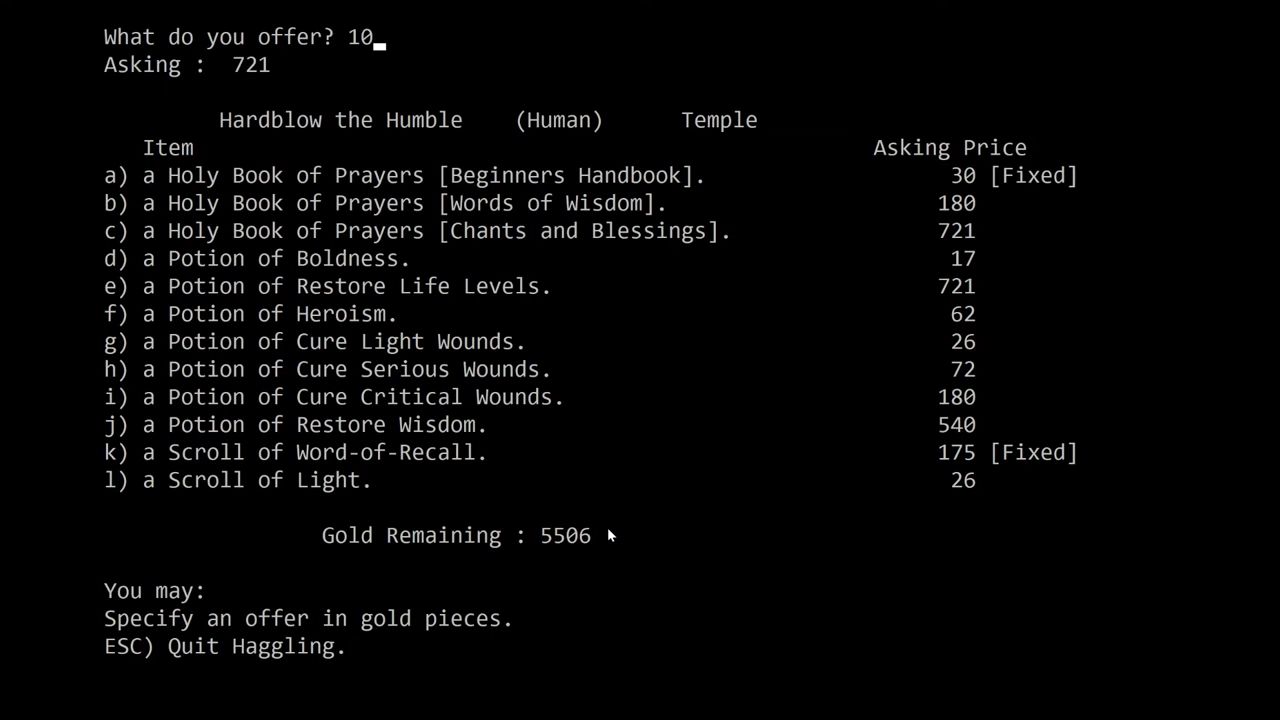 What do you offer? 10
Asking :  721
Hardblow the Humble    (Human)      Temple
Item                                                     Asking Price
a) a Holy Book of Prayers [Beginners Handbook].                   30 [Fixed]
b) a Holy Book of Prayers [Words of Wisdom].                     180
c) a Holy Book of Prayers [Chants and Blessings].                721
d) a Potion of Boldness.                                          17
e) a Potion of Restore Life Levels.                              721
f) a Potion of Heroism.                                           62
g) a Potion of Cure Light Wounds.                                 26
h) a Potion of Cure Serious Wounds.                               72
i) a Potion of Cure Critical Wounds.                             180
j) a Potion of Restore Wisdom.                                   540
k) a Scroll of Word-of-Recall.                                   175 [Fixed]
l) a Scroll of Light.                                             26
Gold Remaining : 5506
You may:
Specify an offer in gold pieces.
ESC) Quit Haggling.